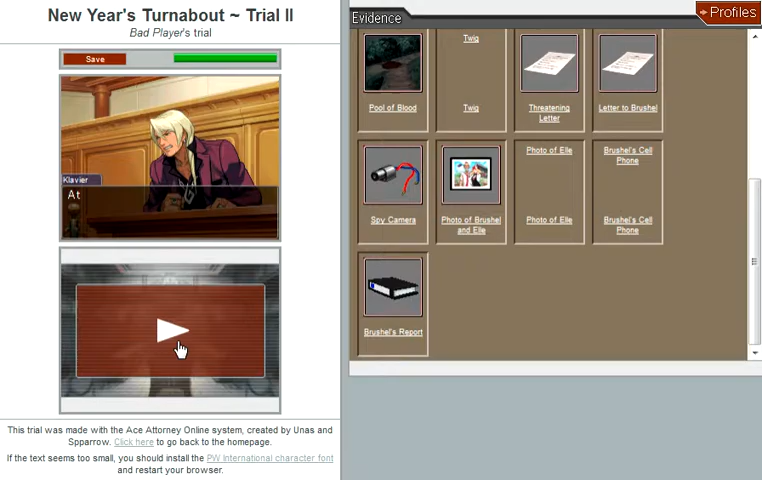 New Year's Turnabout ~ Trial II
Bad Player's trial
Save
Klavier
At
This trial was made with the Ace Attorney Online system, created by Unas and
Spparrow. Click here to go back to the homepage.
If the text seems too small, you should install the PW International character font
and restart your browser.
Evidence
Profiles
Twig
Pool of Blood
Twig
Threatening
Letter
Letter to Brushel
Photo of Elle
Brushel's Cell
Phone
Spy Camera
Photo of Brushel
and Elle
Photo of Elle
Brushel's Cell
Phone
Brushel's Report